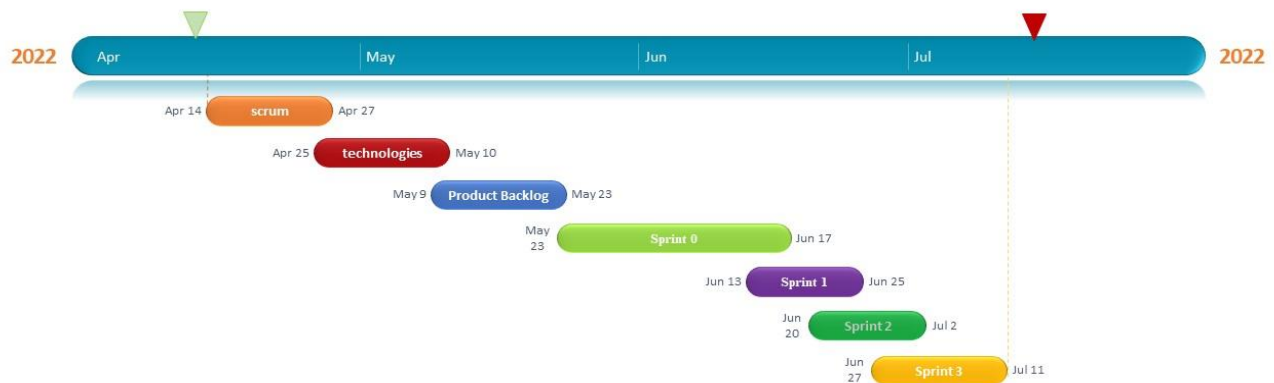 2022 Apr May Jun Jul 2022
Apr 14 scrum Apr 27
Apr 25 technologies May 10
May 9 Product Backlog May 23
May
23
Sprint 0 Jun 17
Jun 13 Sprint 1 Jun 25
Jun
20
Sprint 2 Jul 2
Jun
27
Sprint 3 Jul 11